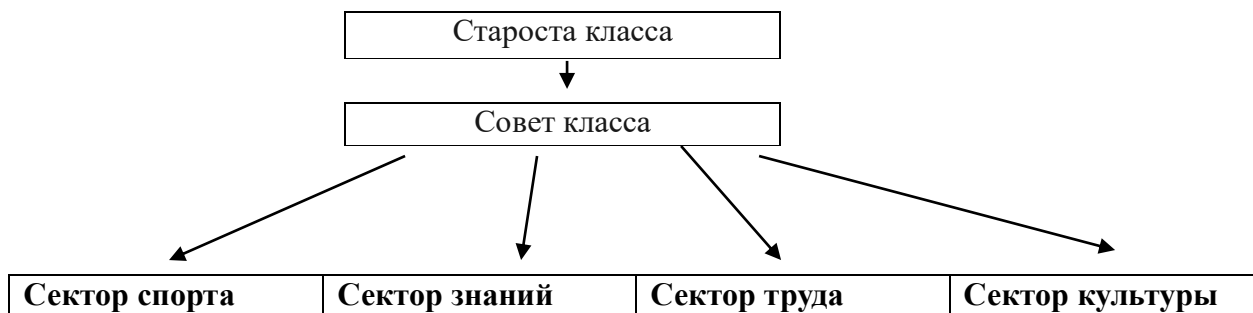 Староста класса
Совет класса
Сектор спорта Сектор знаний Сектор труда Сектор культуры